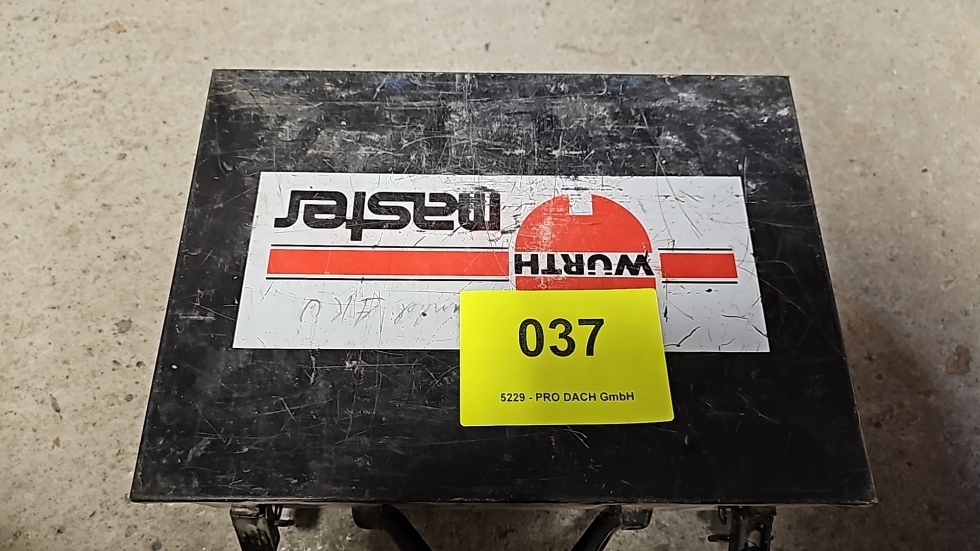 master
WÜRTH
037
5229 - PRO DACH GmbH